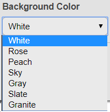 Background Color
White
White
Rose
Peach
Sky
Gray
Slate
Granite